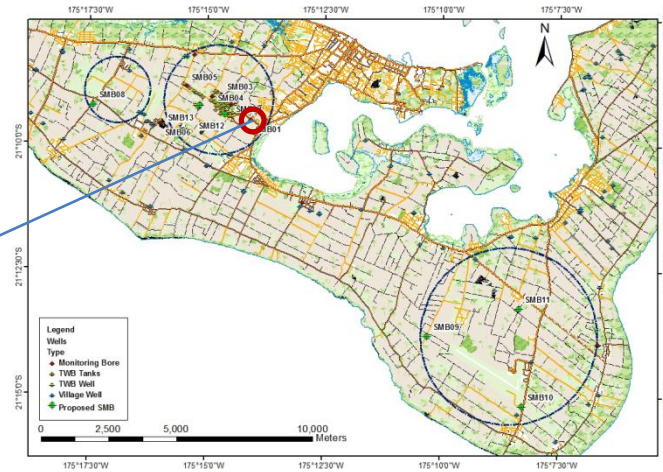 175°17'30"W 175°15'0"W 175°12'30"W 175°10'0"W 175°7'30"W
N
SMB05
SMB03
SMB08
SMB04
SMB13
SMB01
SMB06
SMB12
21°10'0"S
21°12'30"S
SMB11
SMB09
SMB10
21°15'0"S
Legend
Wells
Type
Monitoring Bore
TWB Tanks
TWB Well
Village Well
Proposed SMB
0 2,500 5,000 10,000
Meters
175°17'30"W 175°15'0"W 175°12'30"W 175°10'0"W 175°7'30"W